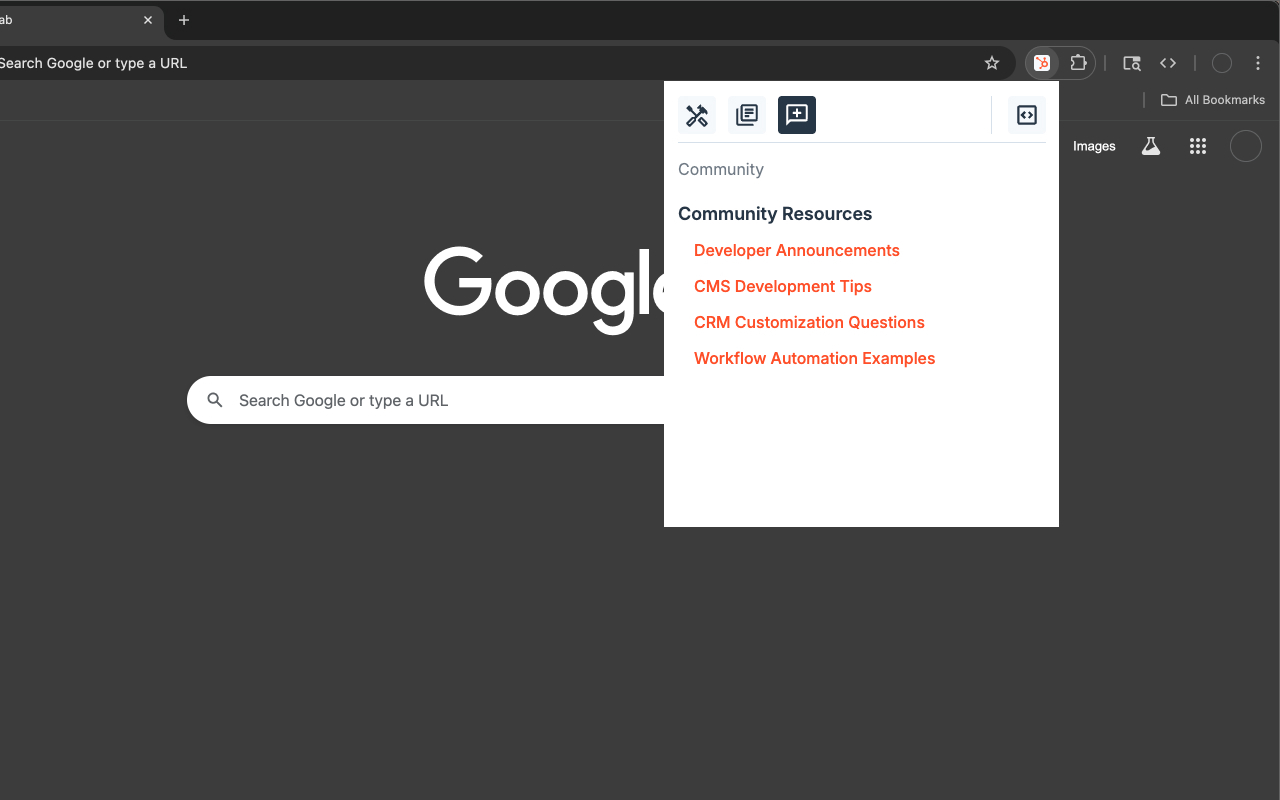 ab
Search Google or type a URL
All Bookmarks
Images
Community
Community Resources
Developer Announcements
CMS Development Tips
CRM Customization Questions
Workflow Automation Examples
Google
Search Google or type a URL